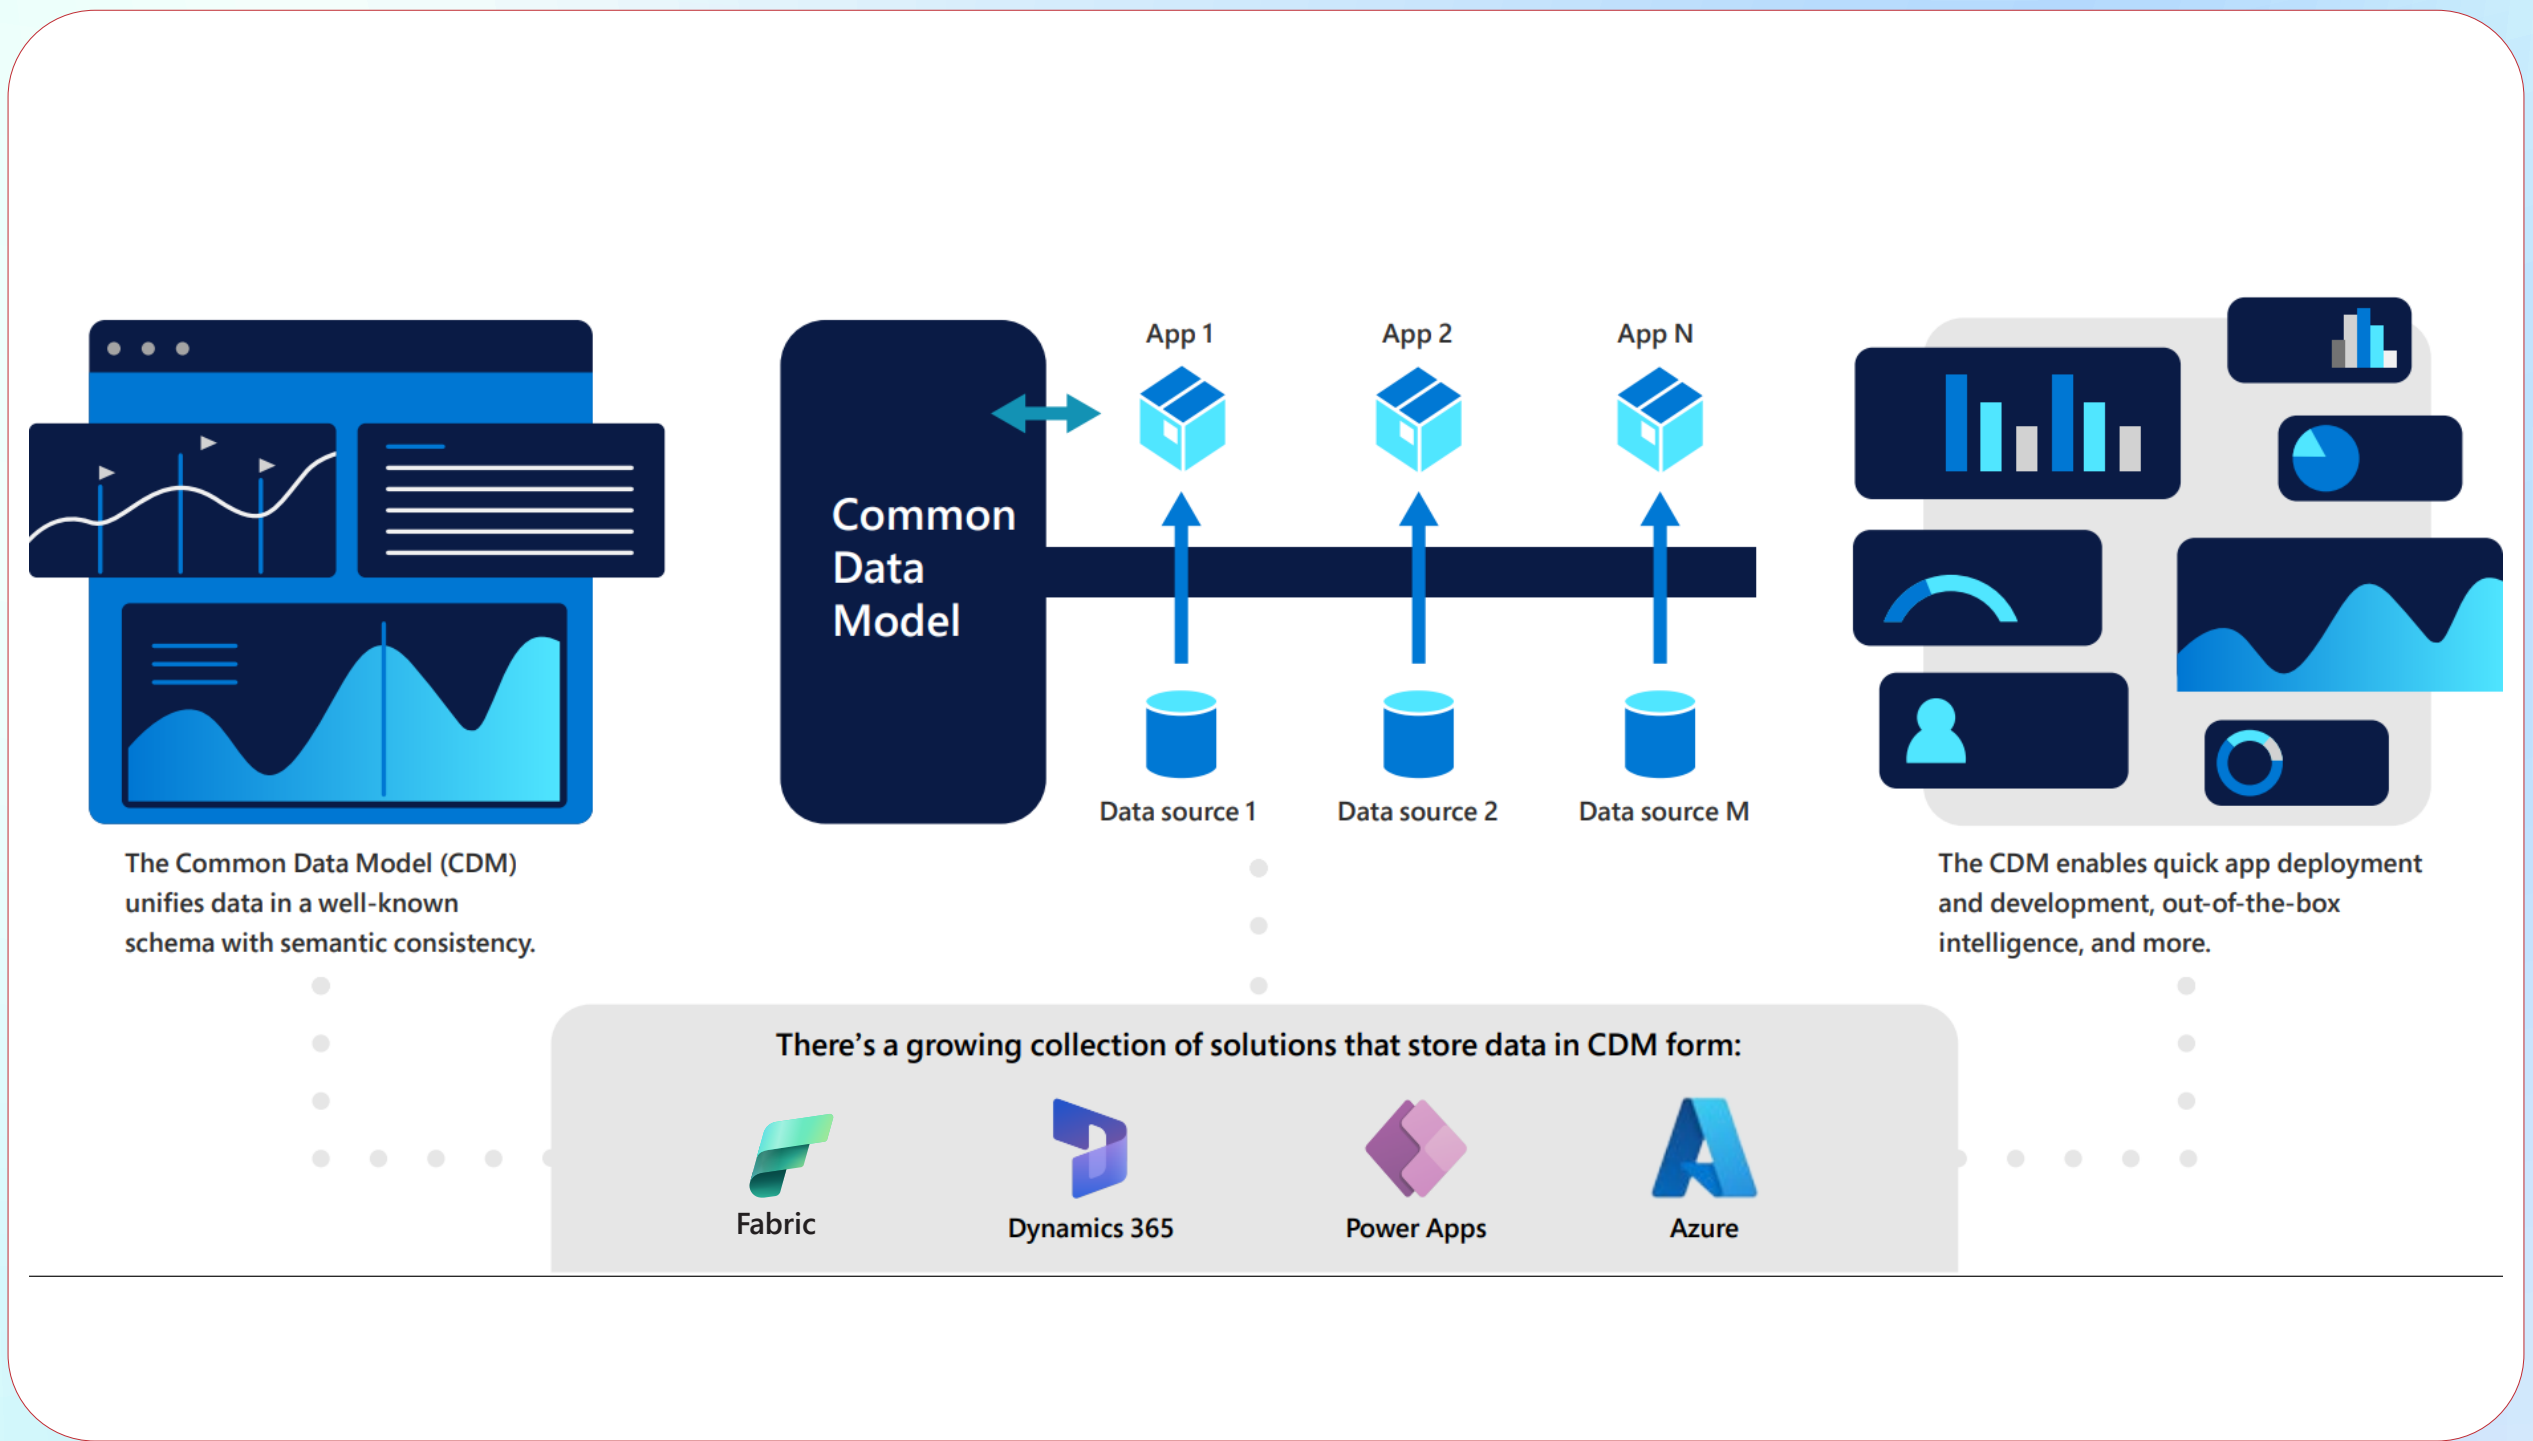 App 1
App 2
App N
Common
Data
Model
Data source 1
Data source 2
Data source M
The Common Data Model (CDM)
unifies data in a well-known
schema with semantic consistency.
The CDM enables quick app deployment
and development, out-of-the-box
intelligence, and more.
There’s a growing collection of solutions that store data in CDM form:
Fabric
Dynamics 365
Power Apps
Azure